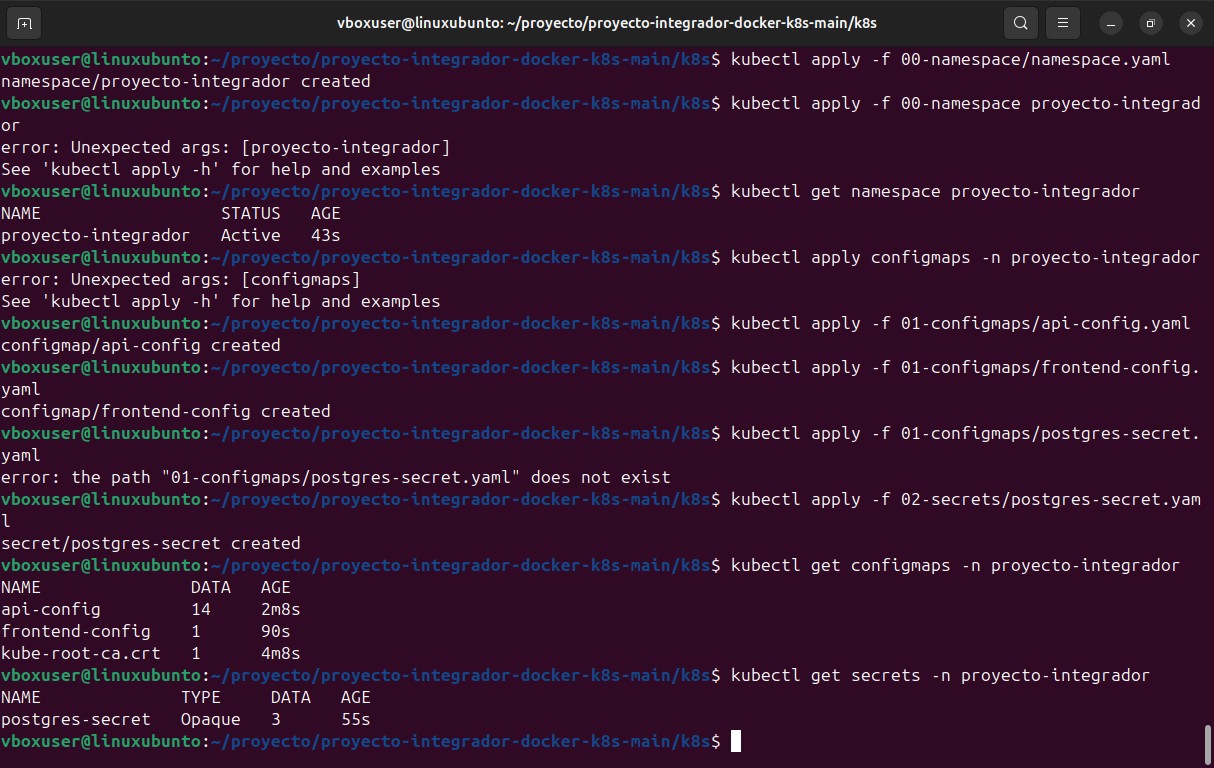 vboxuser@linuxubunto: ~/proyecto/proyecto-integrador-docker-k8s-main/k8s
vboxuser@linuxubunto:~/proyecto/proyecto-integrador-docker-k8s-main/k8s$ kubectl apply -f 00-namespace/namespace.yaml
namespace/proyecto-integrador created
vboxuser@linuxubunto:~/proyecto/proyecto-integrador-docker-k8s-main/k8s$ kubectl apply -f 00-namespace proyecto-integrad
or
error: Unexpected args: [proyecto-integrador]
See 'kubectl apply -h' for help and examples
vboxuser@linuxubunto:~/proyecto/proyecto-integrador-docker-k8s-main/k8s$ kubectl get namespace proyecto-integrador
NAME                  STATUS   AGE
proyecto-integrador   Active   43s
vboxuser@linuxubunto:~/proyecto/proyecto-integrador-docker-k8s-main/k8s$ kubectl apply configmaps -n proyecto-integrador
error: Unexpected args: [configmaps]
See 'kubectl apply -h' for help and examples
vboxuser@linuxubunto:~/proyecto/proyecto-integrador-docker-k8s-main/k8s$ kubectl apply -f 01-configmaps/api-config.yaml
configmap/api-config created
vboxuser@linuxubunto:~/proyecto/proyecto-integrador-docker-k8s-main/k8s$ kubectl apply -f 01-configmaps/frontend-config.
yaml
configmap/frontend-config created
vboxuser@linuxubunto:~/proyecto/proyecto-integrador-docker-k8s-main/k8s$ kubectl apply -f 01-configmaps/postgres-secret.
yaml
error: the path "01-configmaps/postgres-secret.yaml" does not exist
vboxuser@linuxubunto:~/proyecto/proyecto-integrador-docker-k8s-main/k8s$ kubectl apply -f 02-secrets/postgres-secret.yam
l
secret/postgres-secret created
vboxuser@linuxubunto:~/proyecto/proyecto-integrador-docker-k8s-main/k8s$ kubectl get configmaps -n proyecto-integrador
NAME               DATA   AGE
api-config         14     2m8s
frontend-config    1      90s
kube-root-ca.crt   1      4m8s
vboxuser@linuxubunto:~/proyecto/proyecto-integrador-docker-k8s-main/k8s$ kubectl get secrets -n proyecto-integrador
NAME              TYPE     DATA   AGE
postgres-secret   Opaque   3      55s
vboxuser@linuxubunto:~/proyecto/proyecto-integrador-docker-k8s-main/k8s$